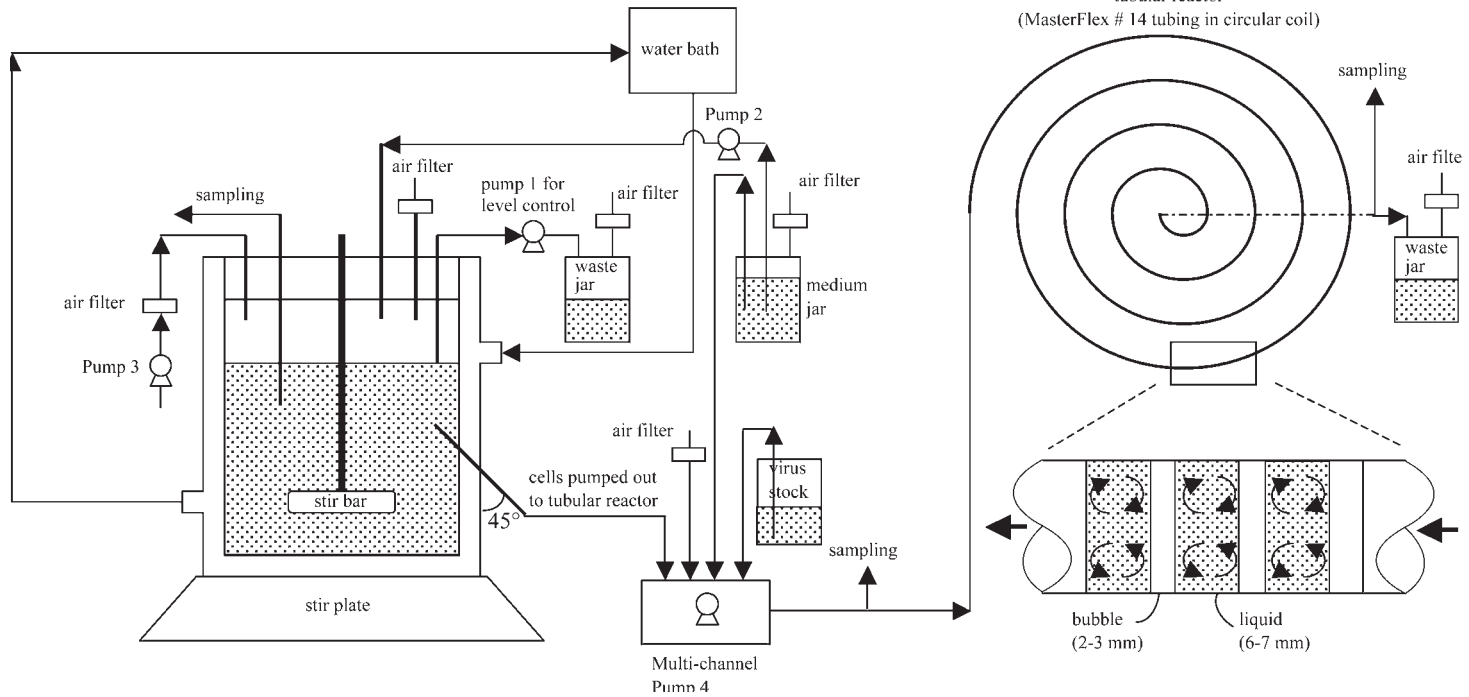 tubular reactor
(MasterFlex # 14 tubing in circular coil)
water bath
sampling
Pump 2
air filter
pump 1 for
level control
air filter
air filter
air filte
sampling
waste
jar
waste
jar
medium
jar
air filter
Pump 3
air filter
virus
stock
cells pumped out
to tubular reactor
stir bar
45°
sampling
stir plate
bubble
(2-3 mm)
liquid
(6-7 mm)
Multi-channel
Pump 4